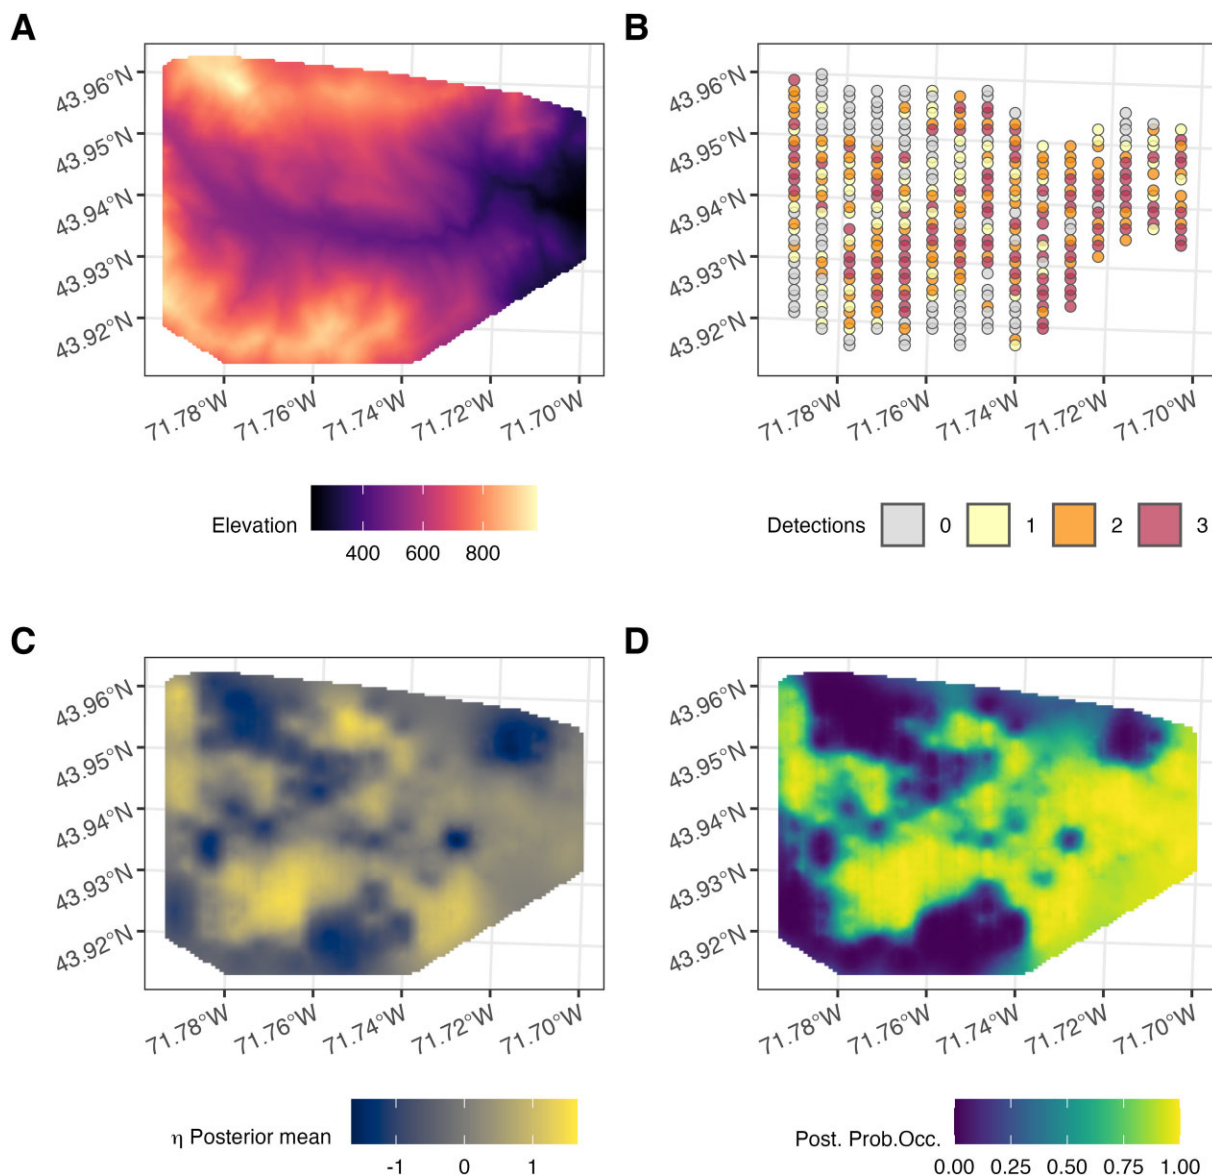 A
B
43.96°N
43.95°N
43.94°N
43.93°N
43.92°N
71.78°W
71.76°W
71.74°W
71.72°W
71.70°W
43.96°N
43.95°N
43.94°N
43.93°N
43.92°N
71.78°W
71.76°W
71.74°W
71.72°W
71.70°W
Elevation
400 600 800
Detections 0 1 2 3
C
D
43.96°N
43.95°N
43.94°N
43.93°N
43.92°N
71.78°W
71.76°W
71.74°W
71.72°W
71.70°W
43.96°N
43.95°N
43.94°N
43.93°N
43.92°N
71.78°W
71.76°W
71.74°W
71.72°W
71.70°W
η Posterior mean
-1 0 1
Post. Prob.Occ.
0.00 0.25 0.50 0.75 1.00